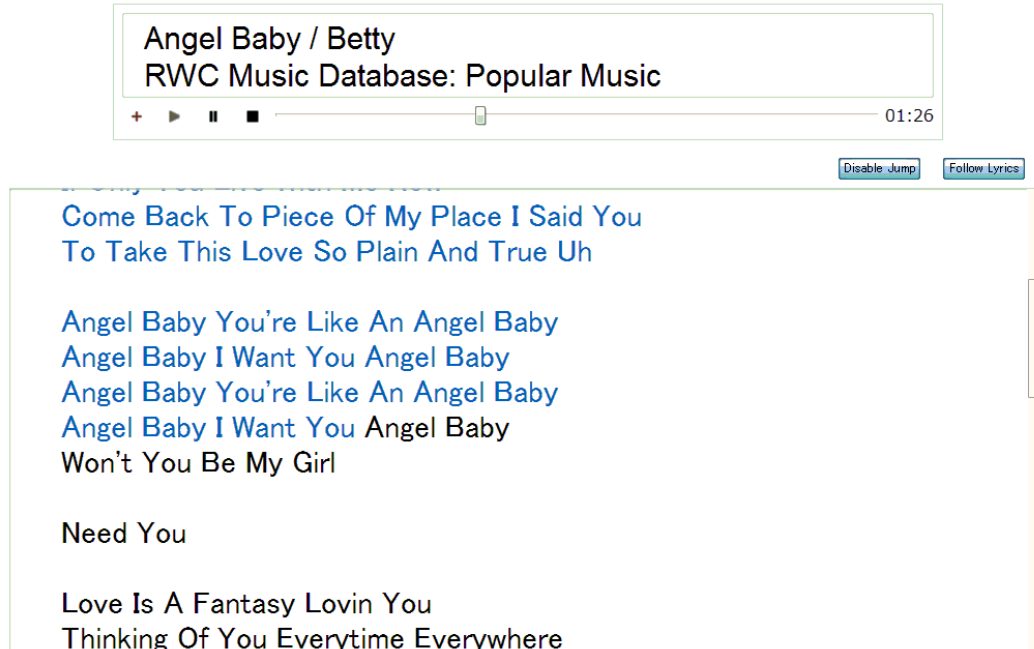 Angel Baby / Betty
RWC Music Database: Popular Music
01:26
Disable Jump Follow Lyrics
Come Back To Piece Of My Place I Said You
To Take This Love So Plain And True Uh
Angel Baby You're Like An Angel Baby
Angel Baby I Want You Angel Baby
Angel Baby You're Like An Angel Baby
Angel Baby I Want You Angel Baby
Won't You Be My Girl
Need You
Love Is A Fantasy Lovin You
Thinking Of You Everytime Everywhere